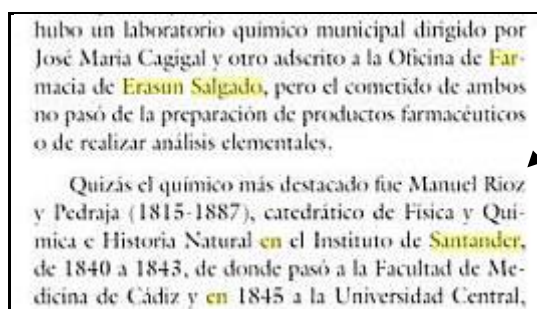 hubo un laboratorio químico municipal dirigido por
José María Cagigal y otro adscrito a la Oficina de Far-
macia de Erasun Salgado, pero el cometido de ambos
no pasó de la preparación de productos farmacéuticos
o de realizar análisis elementales.
Quizás el químico más destacado fue Manuel Rioz
y Pedraja (1815-1887), catedrático de Física y Quí-
mica e Historia Natural en el Instituto de Santander,
de 1840 a 1843, de donde pasó a la Facultad de Me-
dicina de Cádiz y en 1845 a la Universidad Central,